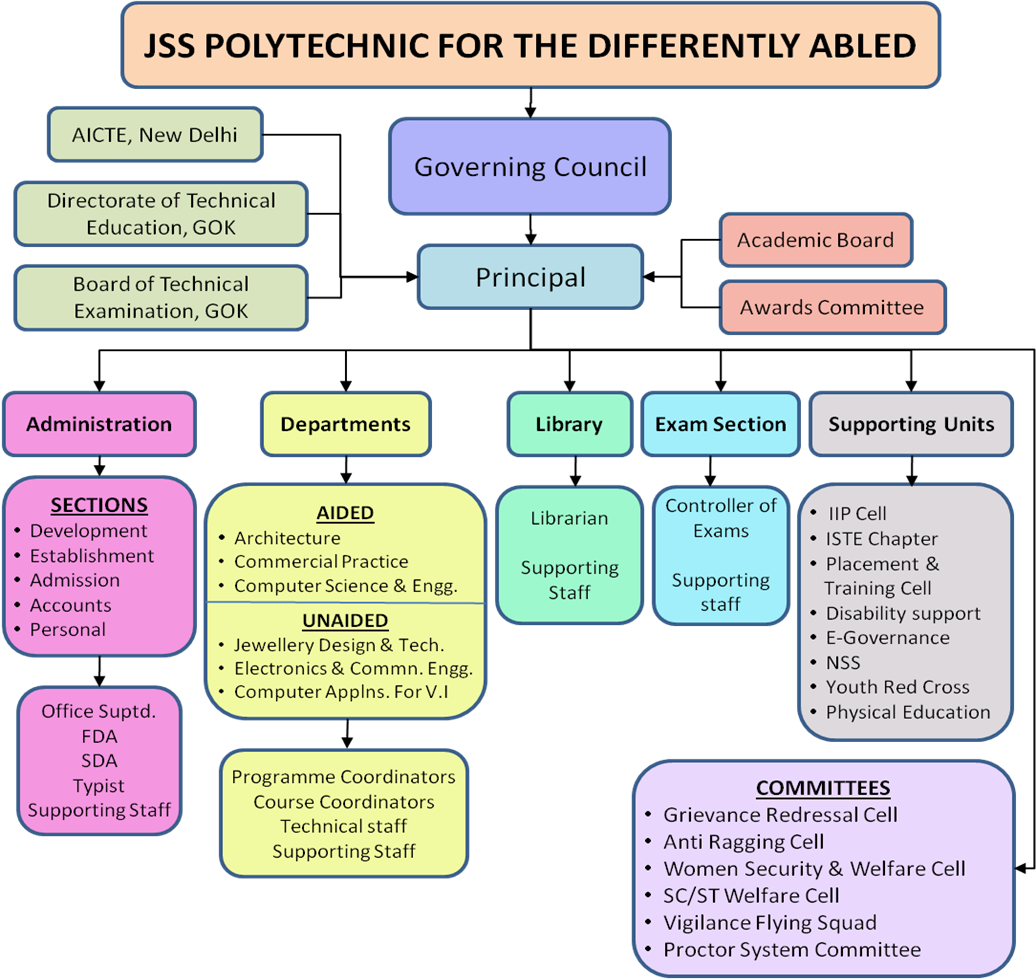 JSS POLYTECHNIC FOR THE DIFFERENTLY ABLED
AICTE, New Delhi
Governing Council
Directorate of Technical
Education, GOK
Academic Board
Principal
Board of Technical
Examination, GOK
Awards Committee
Administration
SECTIONS
• Development
• Establishment
• Admission
• Accounts
• Personal
Office Suptd.
FDA
SDA
Typist
Supporting Staff
Departments
AIDED
• Architecture
• Commercial Practice
• Computer Science & Engg.
UNAIDED
• Jewellery Design & Tech.
• Electronics & Commn. Engg.
• Computer Applns. For V.I
Programme Coordinators
Course Coordinators
Technical staff
Supporting Staff
Library
Librarian
Supporting
Staff
Exam Section
Controller of
Exams
Supporting
staff
Supporting Units
• IIP Cell
• ISTE Chapter
• Placement &
Training Cell
• Disability support
• E-Governance
• NSS
• Youth Red Cross
• Physical Education
COMMITTEES
• Grievance Redressal Cell
• Anti Ragging Cell
• Women Security & Welfare Cell
• SC/ST Welfare Cell
• Vigilance Flying Squad
• Proctor System Committee